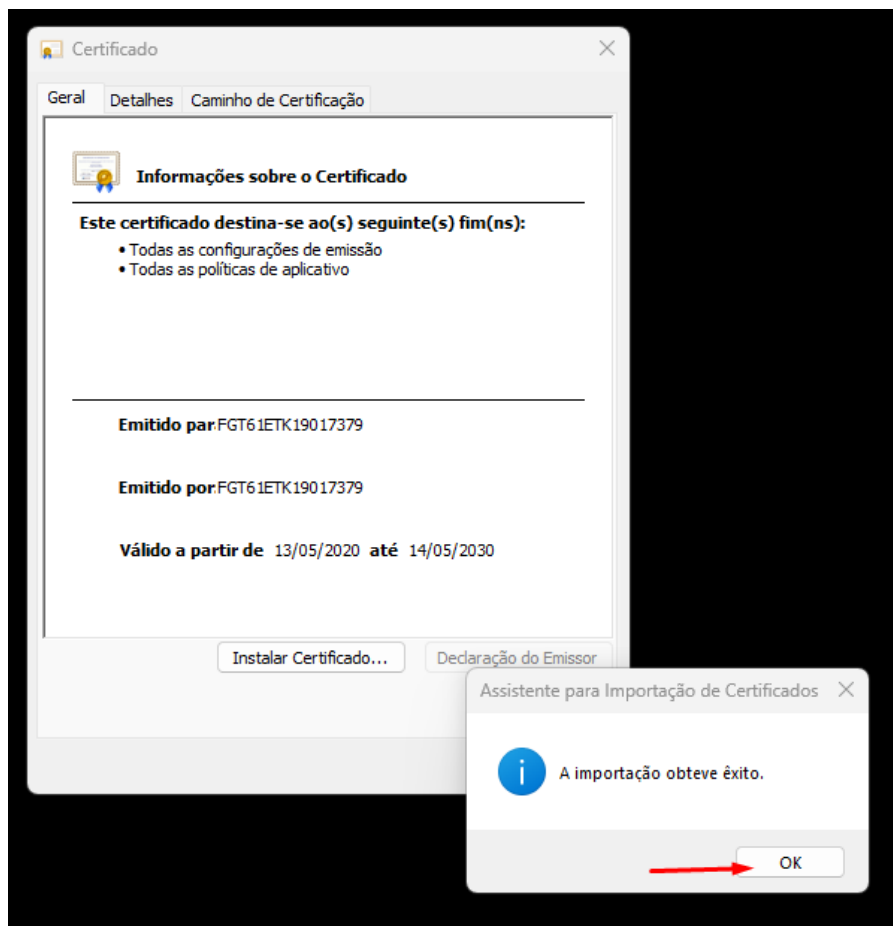 Certificado
Geral Detalhes Caminho de Certificação
Informações sobre o Certificado
Este certificado destina-se ao(s) seguinte(s) fim(ns):
• Todas as configurações de emissão
• Todas as políticas de aplicativo
Emitido par FGT61ETK19017379
Emitido por FGT61ETK19017379
Válido a partir de 13/05/2020 até 14/05/2030
Instalar Certificado... Declaração do Emissor
Assistente para Importação de Certificados
A importação obteve êxito.
OK